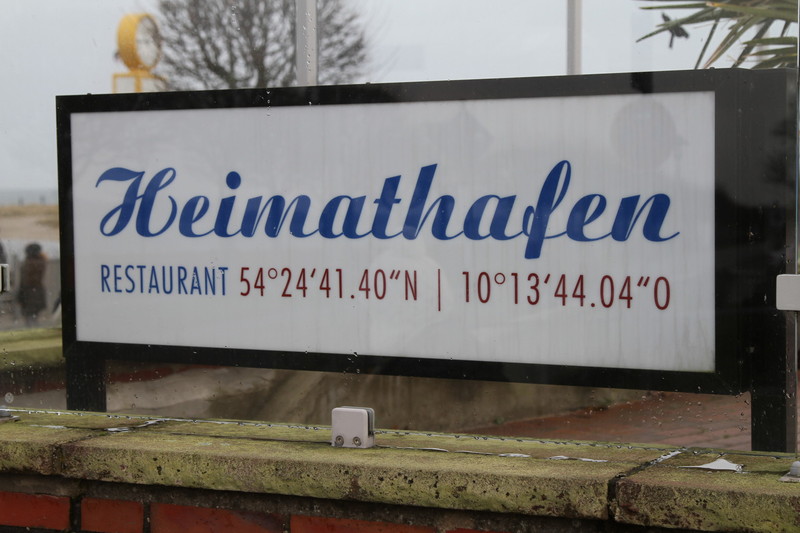 Heimathafen
RESTAURANT 54°24‘41.40“N | 10°13‘44.04“O